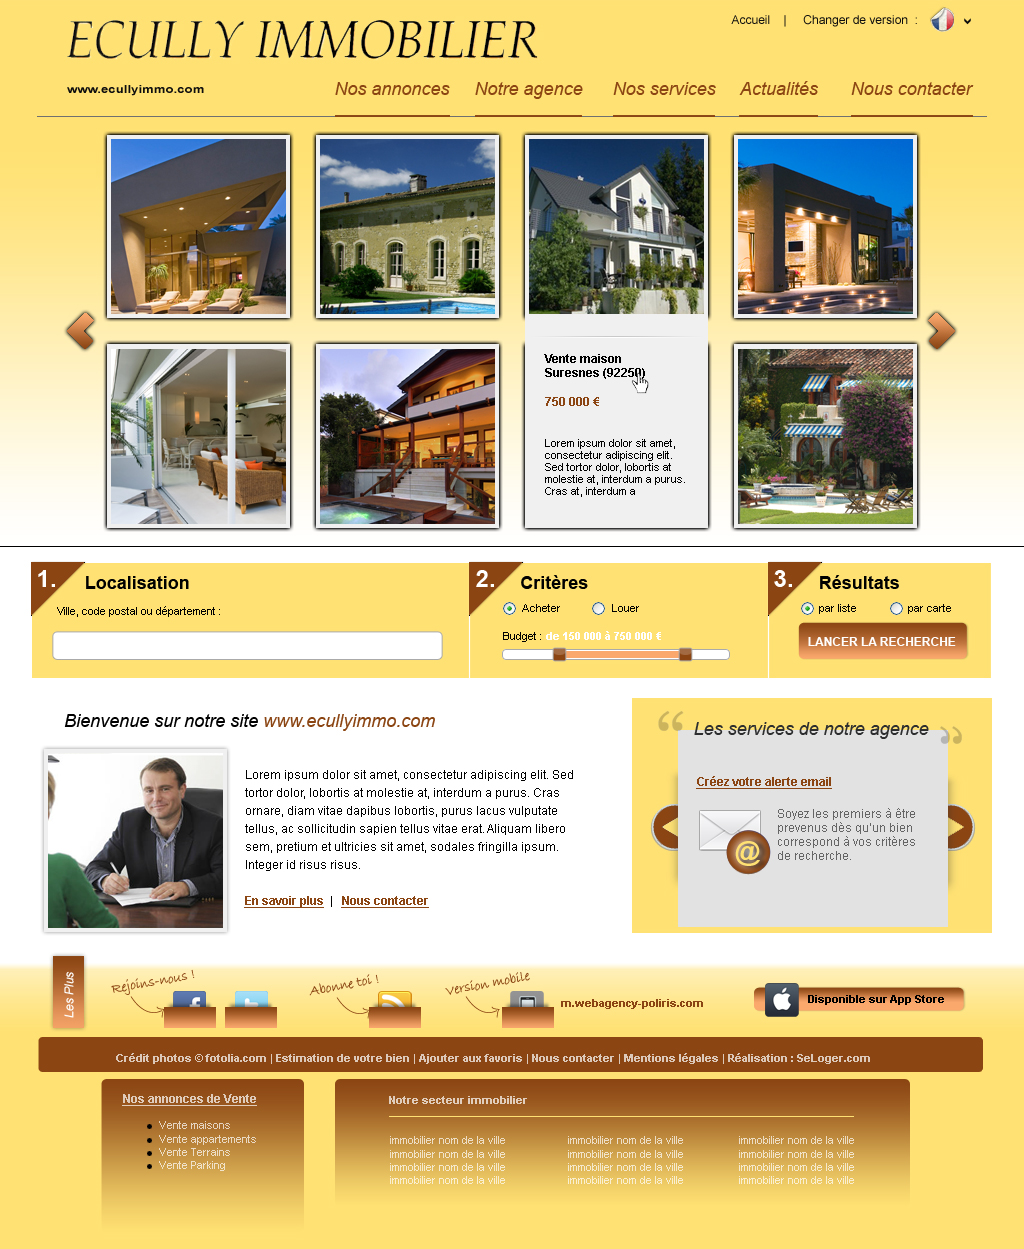 ECULLY IMMOBILIER
Accueil | Changer de version :
www.ecullyimmo.com
Nos annonces Notre agence Nos services Actualités Nous contacter
Vente maison
Suresnes (92250)
750 000 €
Lorem ipsum dolor sit amet,
consectetur adipiscing elit.
Sed tortor dolor, lobortis at
molestie at, interdum a purus.
Cras at, interdum a
1. Localisation
Ville, code postal ou département :
2. Critères
Acheter Louer
Budget : de 150 000 à 750 000 €
3. Résultats
par liste par carte
LANCER LA RECHERCHE
Bienvenue sur notre site www.ecullyimmo.com
Lorem ipsum dolor sit amet, consectetur adipiscing elit. Sed
tortor dolor, lobortis at molestie at, interdum a purus. Cras
ornare, diam vitae dapibus lobortis, purus lacus vulputate
tellus, ac sollicitudin sapien tellus vitae erat. Aliquam libero
sem, pretium et ultricies sit amet, sodales fringilla ipsum.
Integer id risus risus.
En savoir plus | Nous contacter
“ Les services de notre agence ”
Créez votre alerte email
@
Soyez les premiers à être
prevenus dès qu'un bien
correspond à vos critères
de recherche.
Les Plus
Rejoins-nous !
f
t
Abonne toi !
Version mobile
m.webagency-poliris.com
Disponible sur App Store
Crédit photos © fotolia.com | Estimation de votre bien | Ajouter aux favoris | Nous contacter | Mentions légales | Réalisation : SeLoger.com
Nos annonces de Vente
Vente maisons
Vente appartements
Vente Terrains
Vente Parking
Notre secteur immobilier
immobilier nom de la ville immobilier nom de la ville immobilier nom de la ville
immobilier nom de la ville immobilier nom de la ville immobilier nom de la ville
immobilier nom de la ville immobilier nom de la ville immobilier nom de la ville
immobilier nom de la ville immobilier nom de la ville immobilier nom de la ville